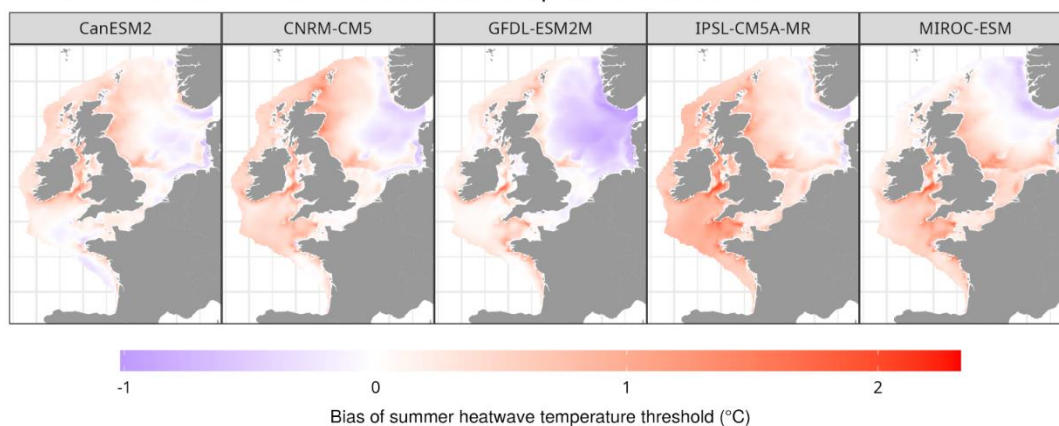 CanESM2
CNRM-CM5
GFDL-ESM2M
IPSL-CM5A-MR
MIROC-ESM
-1
0
1
2
Bias of summer heatwave temperature threshold (°C)